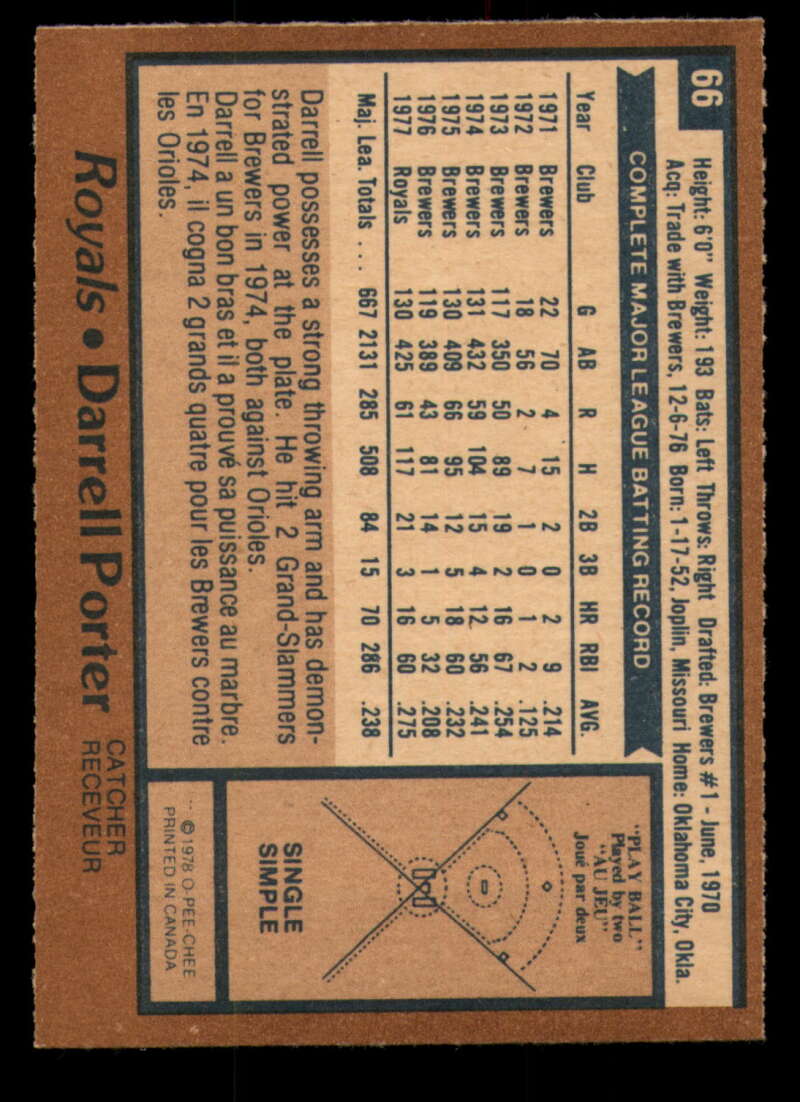 66
Height: 6'0" Weight: 193 Bats: Left Throws: Right Drafted: Brewers #1 - June, 1970
Acq: Trade with Brewers, 12-6-76 Born: 1-17-52, Joplin, Missouri Home: Oklahoma City, Okla.
COMPLETE MAJOR LEAGUE BATTING RECORD
Year Club G AB R H 2B 3B HR RBI AVG.
1971 Brewers 22 70 4 15 2 0 2 9 .214
1972 Brewers 18 56 2 7 1 0 1 2 .125
1973 Brewers 117 350 50 89 19 2 16 67 .254
1974 Brewers 131 432 59 104 15 4 12 56 .241
1975 Brewers 130 409 66 95 12 5 18 60 .232
1976 Brewers 119 389 43 81 14 1 5 32 .208
1977 Royals 130 425 61 117 21 3 16 60 .275
Maj. Lea. Totals . . . 667 2131 285 508 84 15 70 286 .238
Darrell possesses a strong throwing arm and has demon-
strated power at the plate. He hit 2 Grand-Slammers
for Brewers in 1974, both against Orioles.
Darrell a un bon bras et il a prouvé sa puissance au marbre.
En 1974, il cogna 2 grands quatre pour les Brewers contre
les Orioles.
"PLAY BALL"
Played by two
"AU JEU"
Joué par deux
SINGLE
SIMPLE
© 1978 O-PEE-CHEE
PRINTED IN CANADA
Royals • Darrell Porter
CATCHER
RECEVEUR